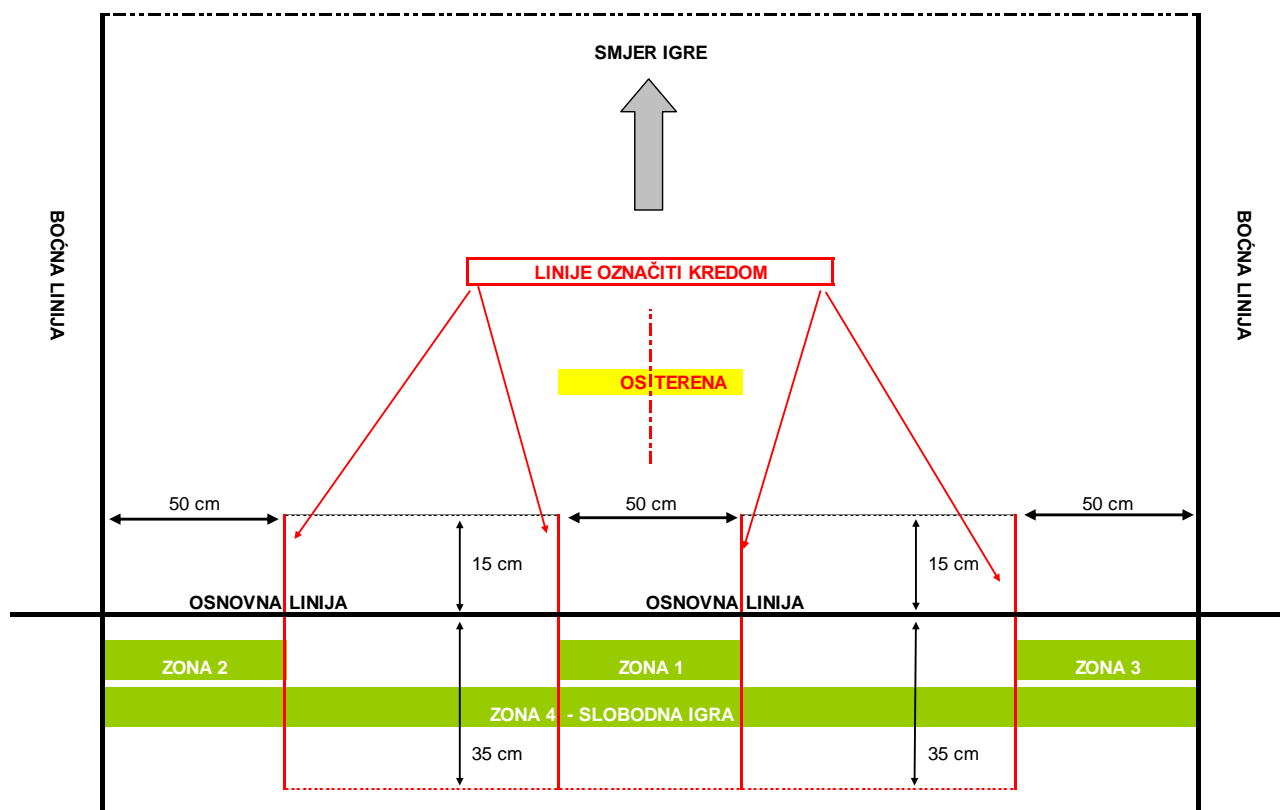 SMJER IGRE
BOĆNA LINIJA
BOĆNA LINIJA
LINIJE OZNAČITI KREDOM
OS TERENA
50 cm
50 cm
50 cm
15 cm
15 cm
OSNOVNA LINIJA
OSNOVNA LINIJA
ZONA 2
ZONA 1
ZONA 3
ZONA 4 - SLOBODNA IGRA
35 cm
35 cm